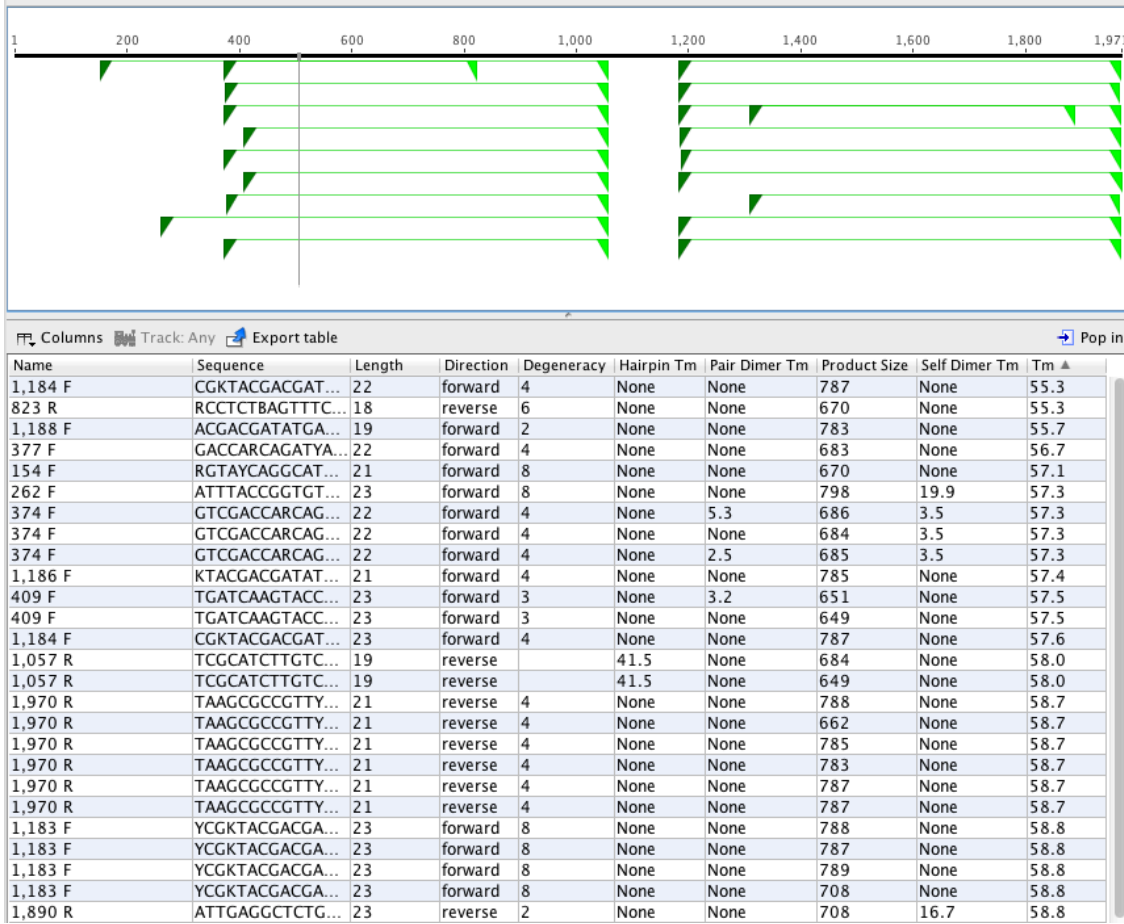 1 200 400 600 800 1,000 1,200 1,400 1,600 1,800 1,97
Columns Track: Any Export table Pop in
Name Sequence Length Direction Degeneracy Hairpin Tm Pair Dimer Tm Product Size Self Dimer Tm Tm
1,184 F CGKTACGACGAT... 22 forward 4 None None 787 None 55.3
823 R RCCTCTBAGTTTC... 18 reverse 6 None None 670 None 55.3
1,188 F ACGACGATATGA... 19 forward 2 None None 783 None 55.7
377 F GACCARCAGATYA... 22 forward 4 None None 683 None 56.7
154 F RGTAYCAGGCAT... 21 forward 8 None None 670 None 57.1
262 F ATTTACCGGTGT... 23 forward 8 None None 798 19.9 57.3
374 F GTCGACCARCAG... 22 forward 4 None 5.3 686 3.5 57.3
374 F GTCGACCARCAG... 22 forward 4 None None 684 3.5 57.3
374 F GTCGACCARCAG... 22 forward 4 None 2.5 685 3.5 57.3
1,186 F KTACGACGATAT... 21 forward 4 None None 785 None 57.4
409 F TGATCAAGTACC... 23 forward 3 None 3.2 651 None 57.5
409 F TGATCAAGTACC... 23 forward 3 None None 649 None 57.5
1,184 F CGKTACGACGAT... 23 forward 4 None None 787 None 57.6
1,057 R TCGCATCTTGTC... 19 reverse 41.5 None 684 None 58.0
1,057 R TCGCATCTTGTC... 19 reverse 41.5 None 649 None 58.0
1,970 R TAAGCGCCGTTY... 21 reverse 4 None None 788 None 58.7
1,970 R TAAGCGCCGTTY... 21 reverse 4 None None 662 None 58.7
1,970 R TAAGCGCCGTTY... 21 reverse 4 None None 785 None 58.7
1,970 R TAAGCGCCGTTY... 21 reverse 4 None None 783 None 58.7
1,970 R TAAGCGCCGTTY... 21 reverse 4 None None 787 None 58.7
1,970 R TAAGCGCCGTTY... 21 reverse 4 None None 787 None 58.7
1,183 F YCGKTACGACGA... 23 forward 8 None None 788 None 58.8
1,183 F YCGKTACGACGA... 23 forward 8 None None 787 None 58.8
1,183 F YCGKTACGACGA... 23 forward 8 None None 789 None 58.8
1,183 F YCGKTACGACGA... 23 forward 8 None None 708 None 58.8
1,890 R ATTGAGGCTCTG... 23 reverse 2 None None 708 16.7 58.8